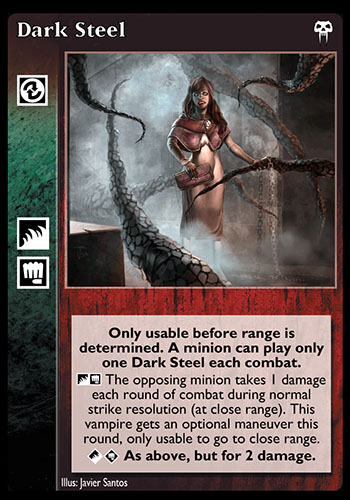 Dark Steel
Only usable before range is
determined. A minion can play only
one Dark Steel each combat.
The opposing minion takes 1 damage
each round of combat during normal
strike resolution (at close range). This
vampire gets an optional maneuver this
round, only usable to go to close range.
As above, but for 2 damage.
Illus: Javier Santos